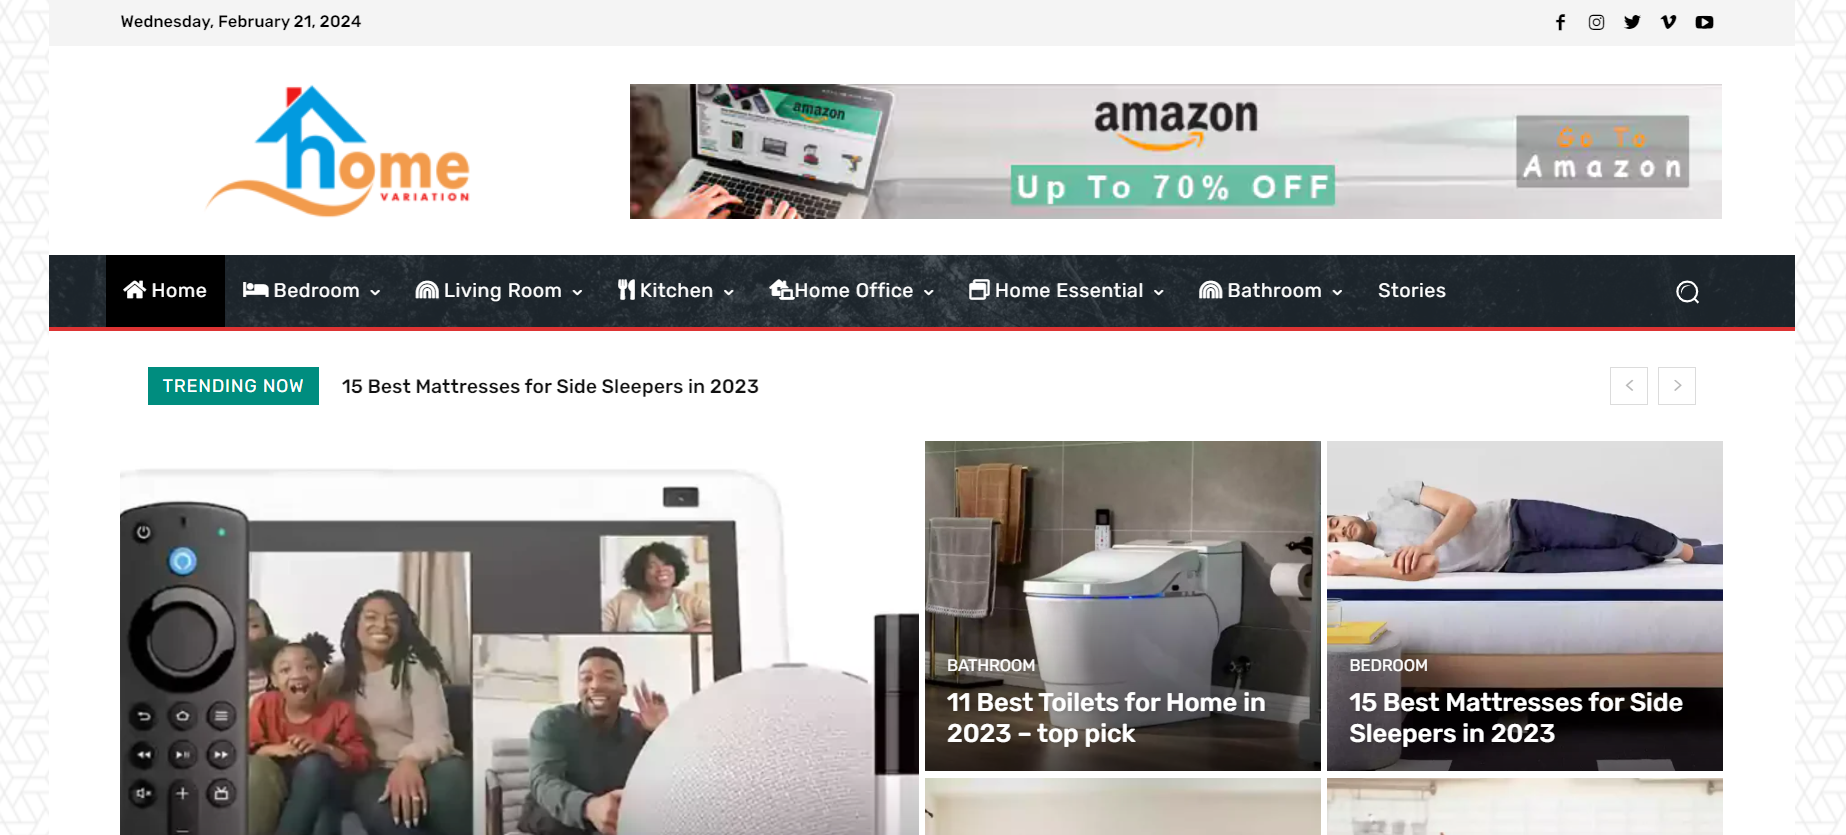 Wednesday, February 21, 2024
home
VARIATION
amazon
amazon
Up To 70% OFF
Go To
Amazon
Home
Bedroom
Living Room
Kitchen
Home Office
Home Essential
Bathroom
Stories
TRENDING NOW
15 Best Mattresses for Side Sleepers in 2023
BATHROOM
11 Best Toilets for Home in
2023 – top pick
BEDROOM
15 Best Mattresses for Side
Sleepers in 2023